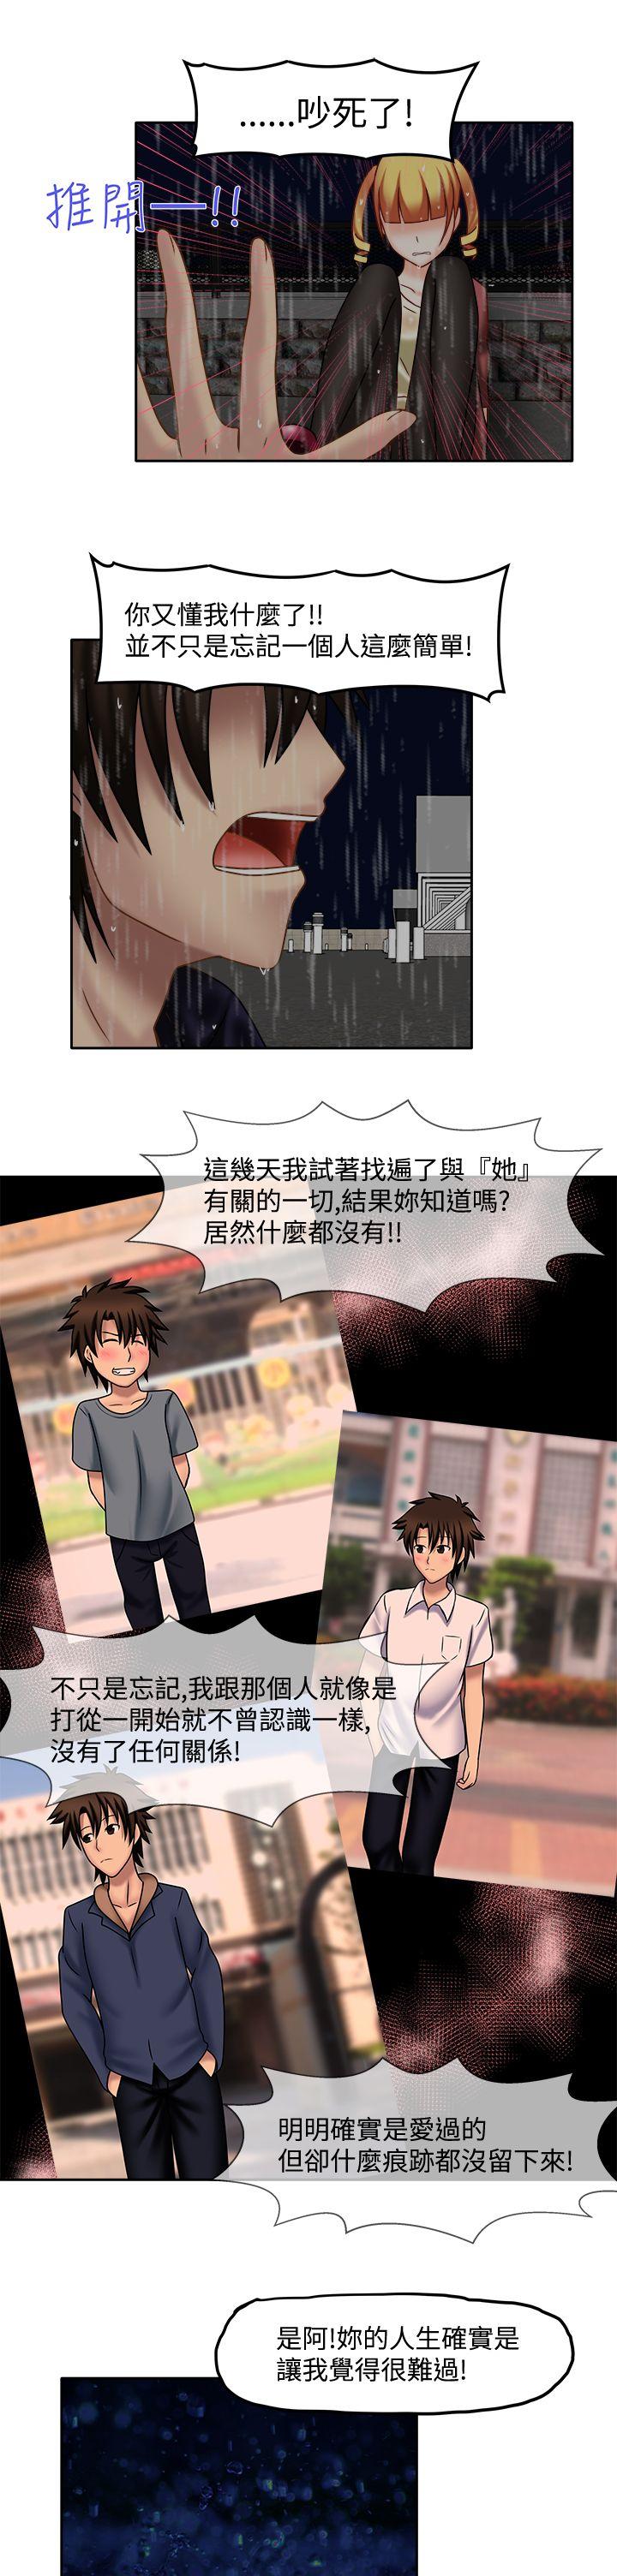 ......吵死了!
推開—!!
你又懂我什麼了!!
並不只是忘記一個人這麼簡單!
這幾天我試著找遍了與『她』
有關的一切,結果妳知道嗎?
居然什麼都沒有!!
不只是忘記,我跟那個人就像是
打從一開始就不曾認識一樣,
沒有了任何關係!
明明確實是愛過的
但卻什麼痕跡都沒留下來!
是阿!妳的人生確實是
讓我覺得很難過!